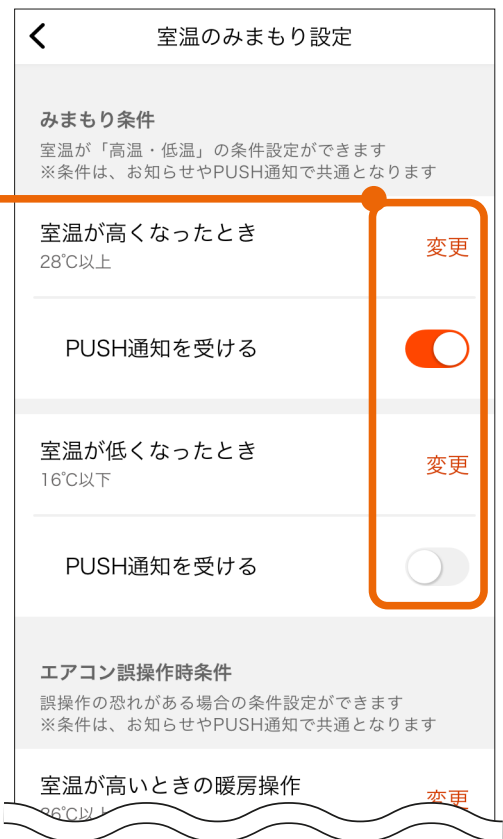 室温のみまもり設定
みまもり条件
室温が「高温・低温」の条件設定ができます
※条件は、お知らせやPUSH通知で共通となります
室温が高くなったとき
変更
28℃以上
PUSH通知を受ける
室温が低くなったとき
変更
16℃以下
PUSH通知を受ける
エアコン誤操作時条件
誤操作の恐れがある場合の条件設定ができます
※条件は、お知らせやPUSH通知で共通となります
室温が高いときの暖房操作
変更